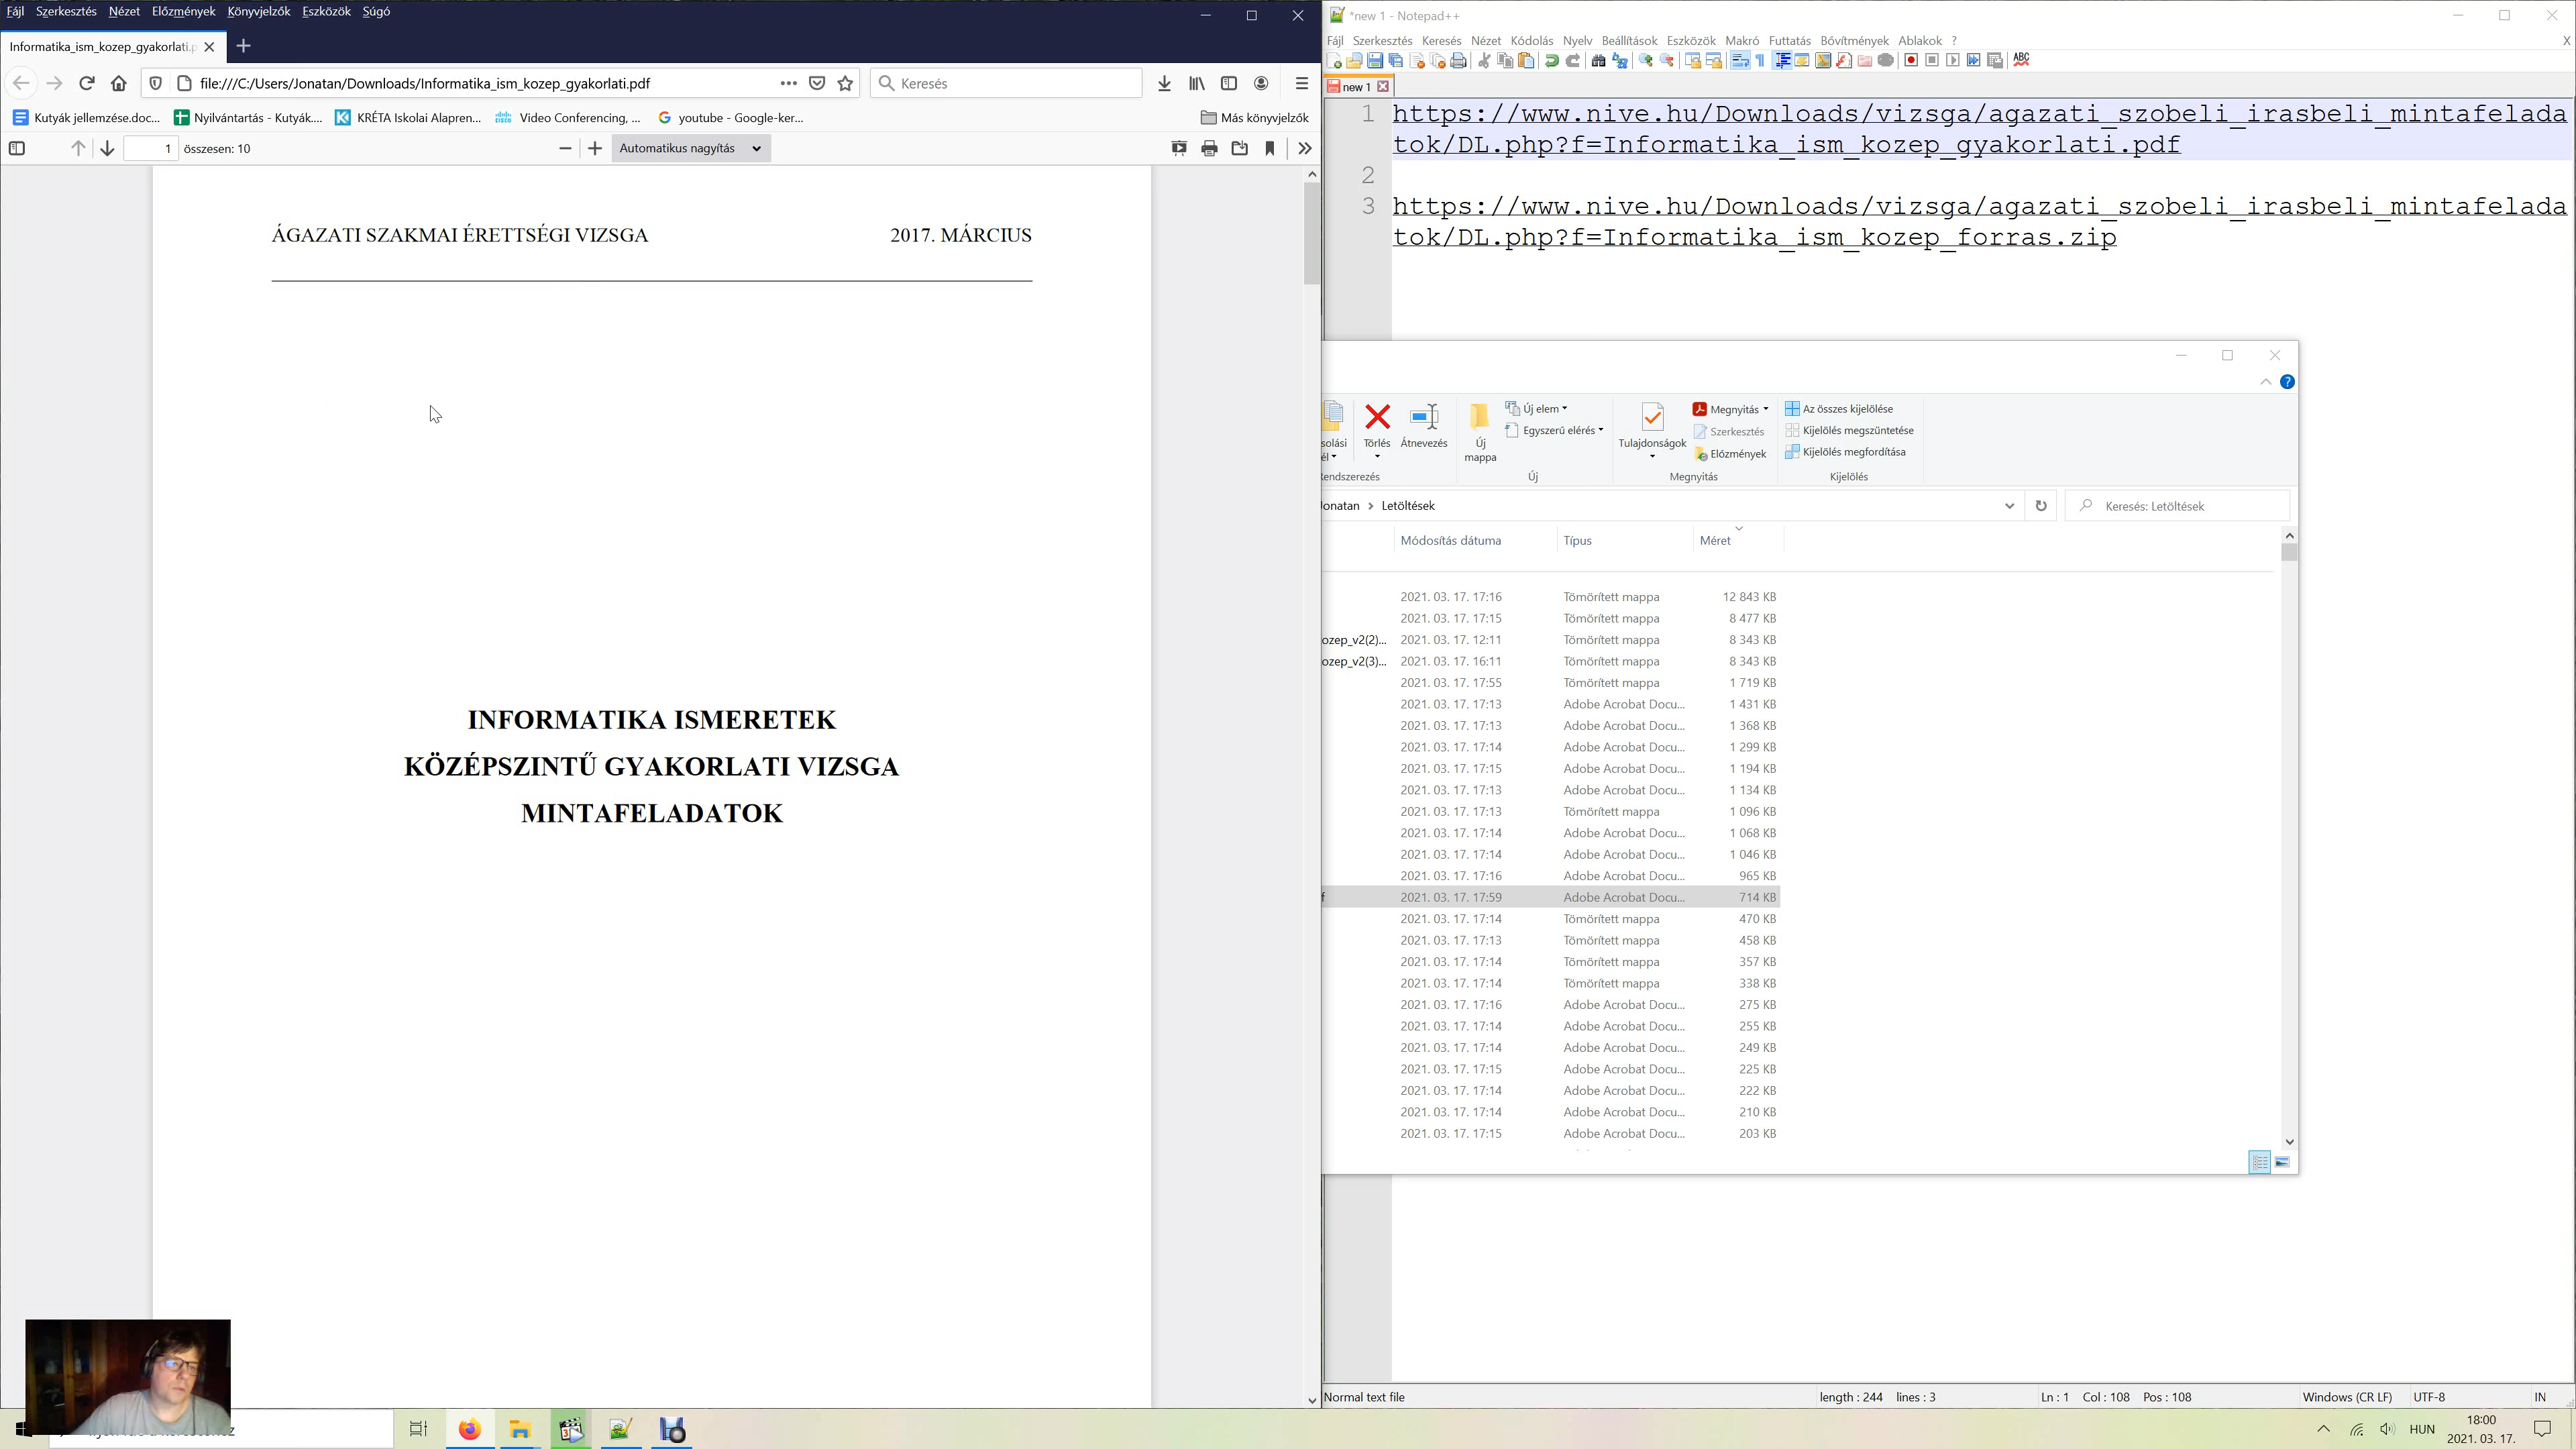 Fájl Szerkesztés Nézet Előzmények Könyvjelzők Eszközök Súgó
Informatika_ism_kozep_gyakorlati.p
file:///C:/Users/Jonatan/Downloads/Informatika_ism_kozep_gyakorlati.pdf
Keresés
Kutyák jellemzése.doc... Nyilvántartás - Kutyák.... KRÉTA Iskolai Alapren... Video Conferencing, ... youtube - Google-ker... Más könyvjelzők
1 összesen: 10 Automatikus nagyítás
ÁGAZATI SZAKMAI ÉRETTSÉGI VIZSGA 2017. MÁRCIUS
INFORMATIKA ISMERETEK
KÖZÉPSZINTŰ GYAKORLATI VIZSGA
MINTAFELADATOK
*new 1 - Notepad++
Fájl Szerkesztés Keresés Nézet Kódolás Nyelv Beállítások Eszközök Makró Futtatás Bővítmények Ablakok ? X
ABC
new 1
1 https://www.nive.hu/Downloads/vizsga/agazati_szobeli_irasbeli_mintafelada
tok/DL.php?f=Informatika_ism_kozep_gyakorlati.pdf
2
3 https://www.nive.hu/Downloads/vizsga/agazati_szobeli_irasbeli_mintafelada
tok/DL.php?f=Informatika_ism_kozep_forras.zip
Új elem Megnyitás Az összes kijelölése
Egyszerű elérés Szerkesztés Kijelölés megszüntetése
solási Törlés Átnevezés Új Tulajdonságok
él mappa Előzmények Kijelölés megfordítása
Rendszerezés Új Megnyitás Kijelölés
Jonatan > Letöltések Keresés: Letöltések
Módosítás dátuma Típus Méret
2021. 03. 17. 17:16 Tömörített mappa 12 843 KB
2021. 03. 17. 17:15 Tömörített mappa 8 477 KB
ozep_v2(2)... 2021. 03. 17. 12:11 Tömörített mappa 8 343 KB
ozep_v2(3)... 2021. 03. 17. 16:11 Tömörített mappa 8 343 KB
2021. 03. 17. 17:55 Tömörített mappa 1 719 KB
2021. 03. 17. 17:13 Adobe Acrobat Docu... 1 431 KB
2021. 03. 17. 17:13 Adobe Acrobat Docu... 1 368 KB
2021. 03. 17. 17:14 Adobe Acrobat Docu... 1 299 KB
2021. 03. 17. 17:15 Adobe Acrobat Docu... 1 194 KB
2021. 03. 17. 17:13 Adobe Acrobat Docu... 1 134 KB
2021. 03. 17. 17:13 Tömörített mappa 1 096 KB
2021. 03. 17. 17:14 Adobe Acrobat Docu... 1 068 KB
2021. 03. 17. 17:14 Adobe Acrobat Docu... 1 046 KB
2021. 03. 17. 17:16 Adobe Acrobat Docu... 965 KB
f 2021. 03. 17. 17:59 Adobe Acrobat Docu... 714 KB
2021. 03. 17. 17:14 Tömörített mappa 470 KB
2021. 03. 17. 17:13 Tömörített mappa 458 KB
2021. 03. 17. 17:14 Tömörített mappa 357 KB
2021. 03. 17. 17:14 Tömörített mappa 338 KB
2021. 03. 17. 17:16 Adobe Acrobat Docu... 275 KB
2021. 03. 17. 17:14 Adobe Acrobat Docu... 255 KB
2021. 03. 17. 17:14 Adobe Acrobat Docu... 249 KB
2021. 03. 17. 17:15 Adobe Acrobat Docu... 225 KB
2021. 03. 17. 17:14 Adobe Acrobat Docu... 222 KB
2021. 03. 17. 17:14 Adobe Acrobat Docu... 210 KB
2021. 03. 17. 17:15 Adobe Acrobat Docu... 203 KB
Normal text file length : 244 lines : 3 Ln : 1 Col : 108 Pos : 108 Windows (CR LF) UTF-8 IN
HUN 18:00
2021. 03. 17.